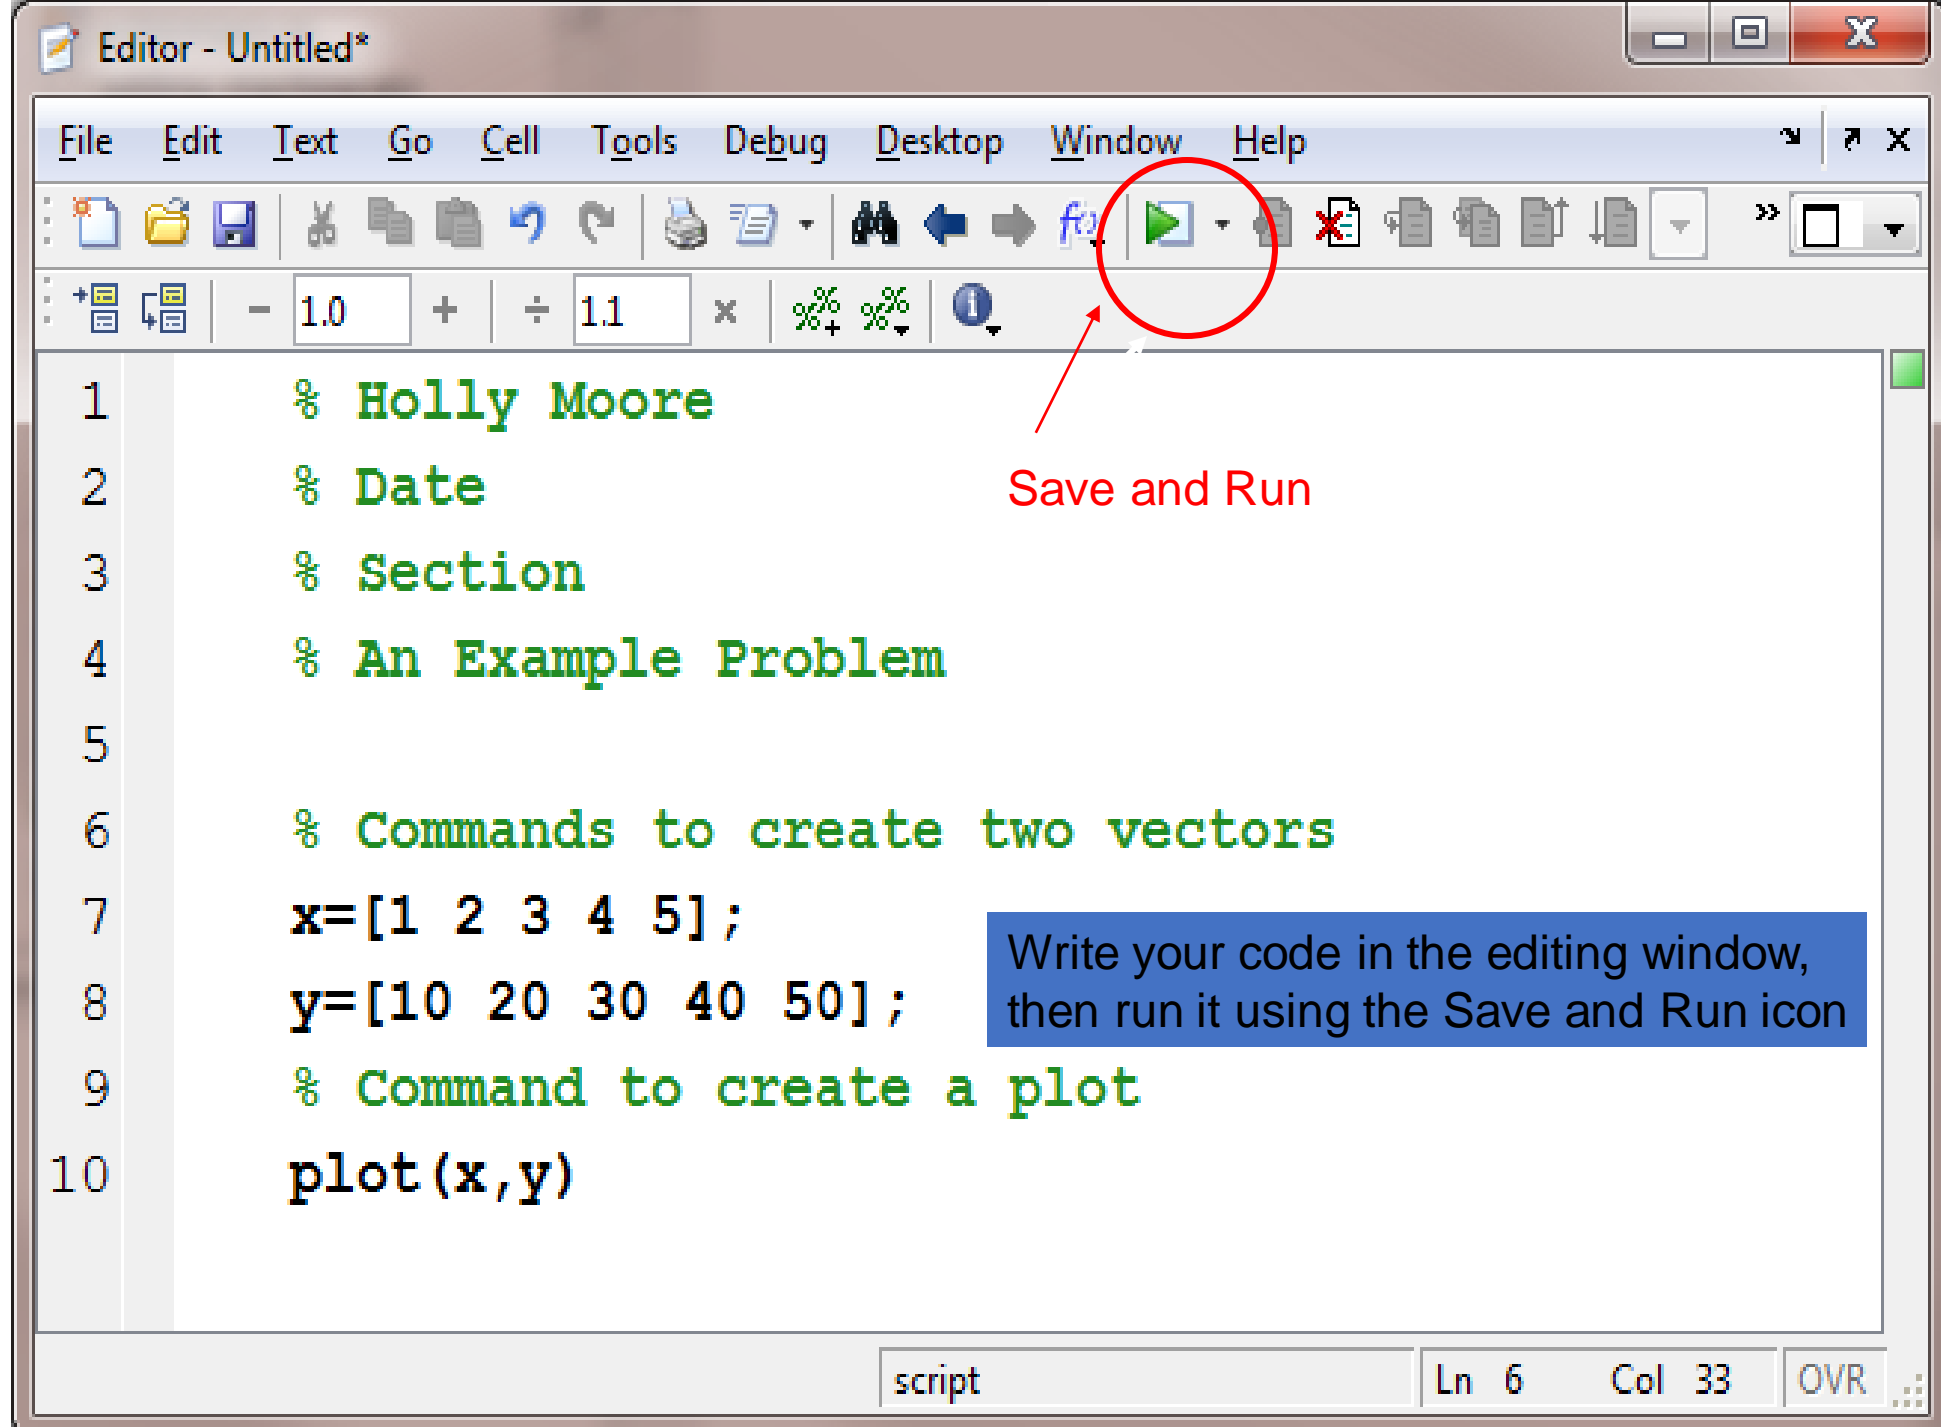 Editor - Untitled*
File Edit Text Go Cell Tools Debug Desktop Window Help
1.0 1.1
1 % Holly Moore
2 % Date
Save and Run
3 % Section
4 % An Example Problem
5
6 % Commands to create two vectors
7 x=[1 2 3 4 5];
8 y=[10 20 30 40 50];
Write your code in the editing window,
then run it using the Save and Run icon
9 % Command to create a plot
10 plot(x,y)
script Ln 6 Col 33 OVR